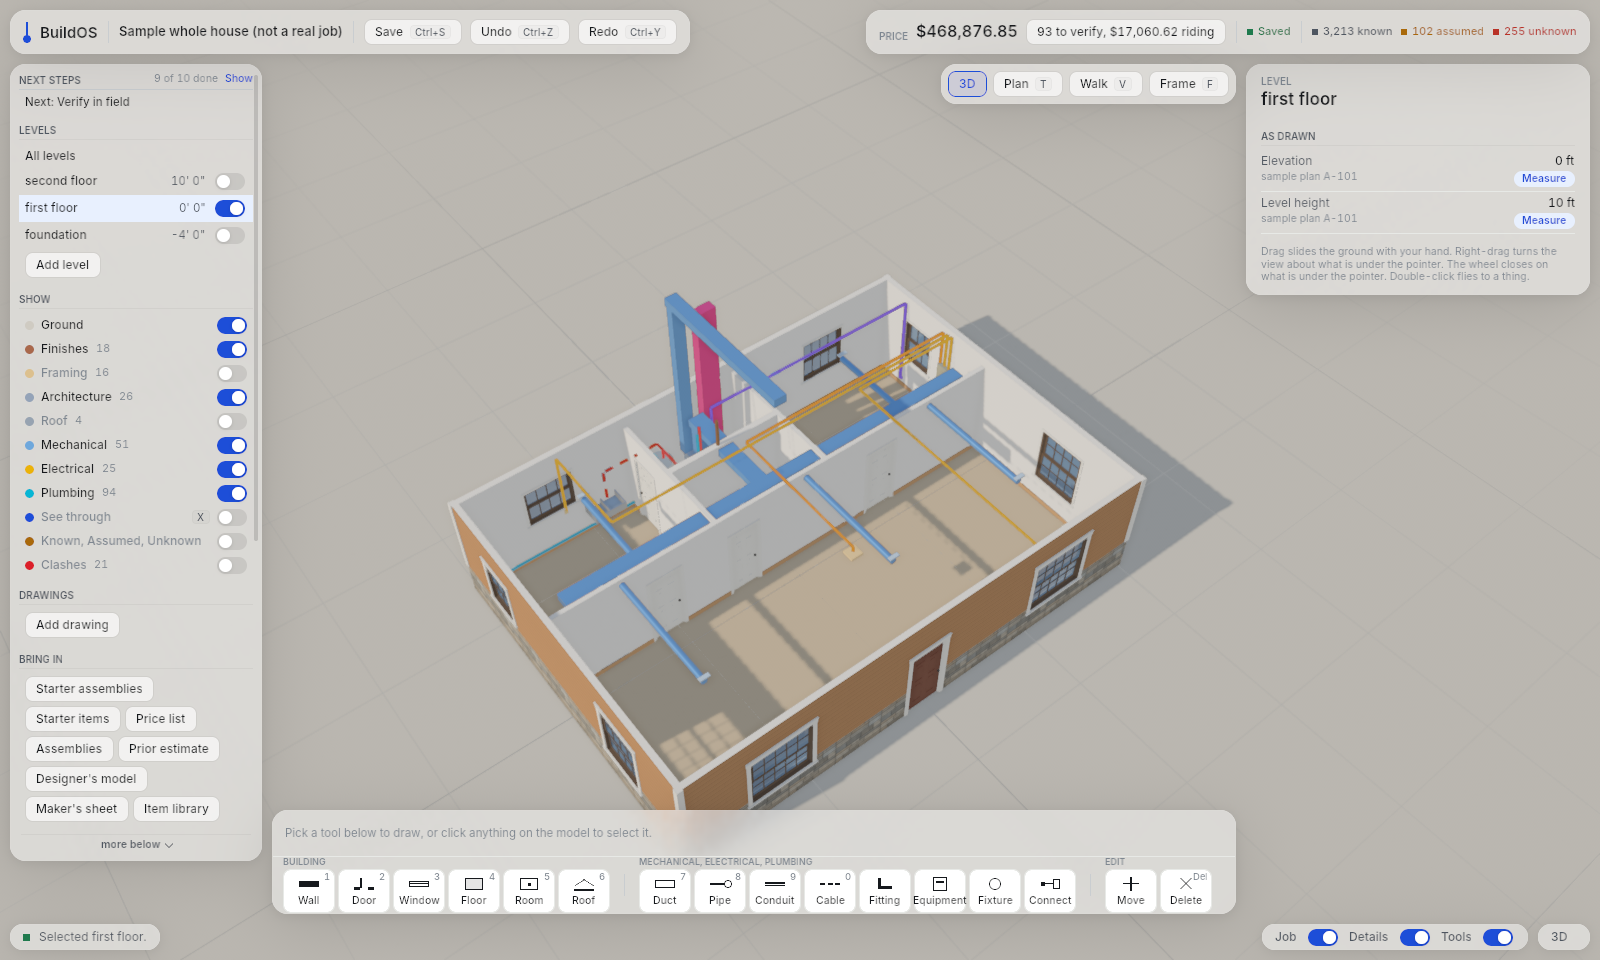 BuildOS
Sample whole house (not a real job)
Save Ctrl+S
Undo Ctrl+Z
Redo Ctrl+Y
PRICE $468,876.85
93 to verify, $17,060.62 riding
Saved
3,213 known
102 assumed
255 unknown
NEXT STEPS 9 of 10 done Show
Next: Verify in field
LEVELS
All levels
second floor 10' 0"
first floor 0' 0"
foundation -4' 0"
Add level
SHOW
Ground
Finishes 18
Framing 16
Architecture 26
Roof 4
Mechanical 51
Electrical 25
Plumbing 94
See through X
Known, Assumed, Unknown
Clashes 21
DRAWINGS
Add drawing
BRING IN
Starter assemblies
Starter items Price list
Assemblies Prior estimate
Designer's model
Maker's sheet Item library
more below
3D
Plan T
Walk V
Frame F
LEVEL
first floor
AS DRAWN
Elevation 0 ft
sample plan A-101 Measure
Level height 10 ft
sample plan A-101 Measure
Drag slides the ground with your hand. Right-drag turns the
view about what is under the pointer. The wheel closes on
what is under the pointer. Double-click flies to a thing.
Pick a tool below to draw, or click anything on the model to select it.
BUILDING
1 Wall
2 Door
3 Window
4 Floor
5 Room
6 Roof
MECHANICAL, ELECTRICAL, PLUMBING
7 Duct
8 Pipe
9 Conduit
0 Cable
Fitting
Equipment
Fixture
Connect
EDIT
Move
Del Delete
Selected first floor.
Job
Details
Tools
3D